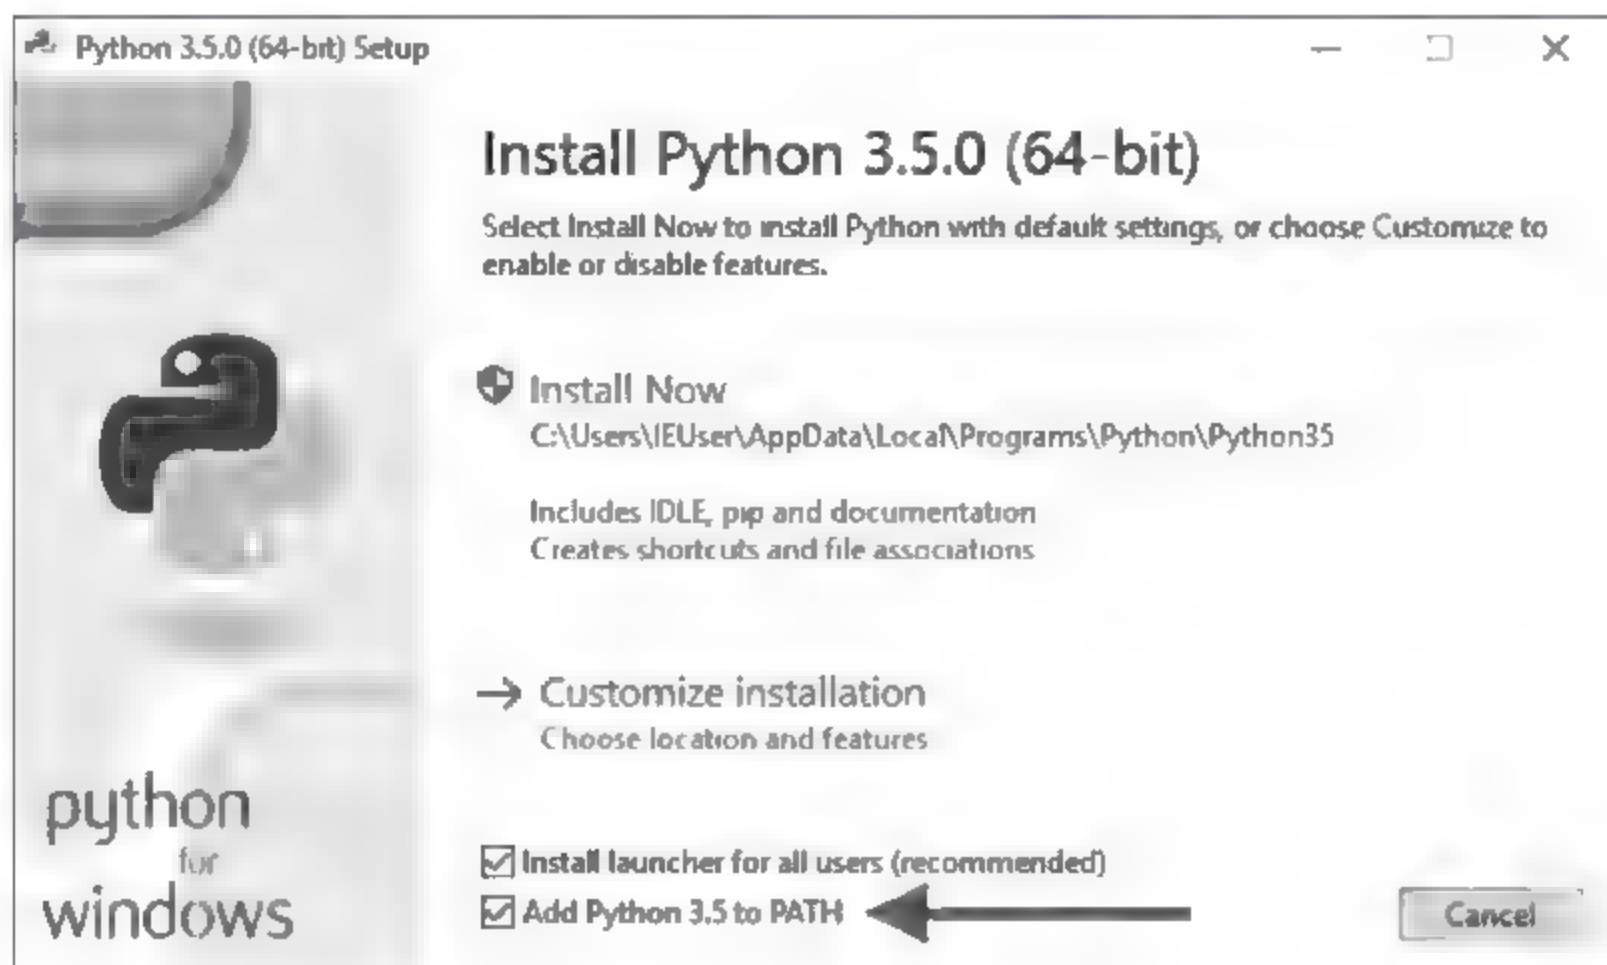 Python 3.5.0 (64-bit) Setup
Install Python 3.5.0 (64-bit)
Select Install Now to install Python with default settings, or choose Customize to
enable or disable features.
Install Now
C:\Users\IEUser\AppData\Local\Programs\Python\Python35
Includes IDLE, pip and documentation
Creates shortcuts and file associations
Customize installation
Choose location and features
python
for
windows
Install launcher for all users (recommended)
Add Python 3.5 to PATH
Cancel